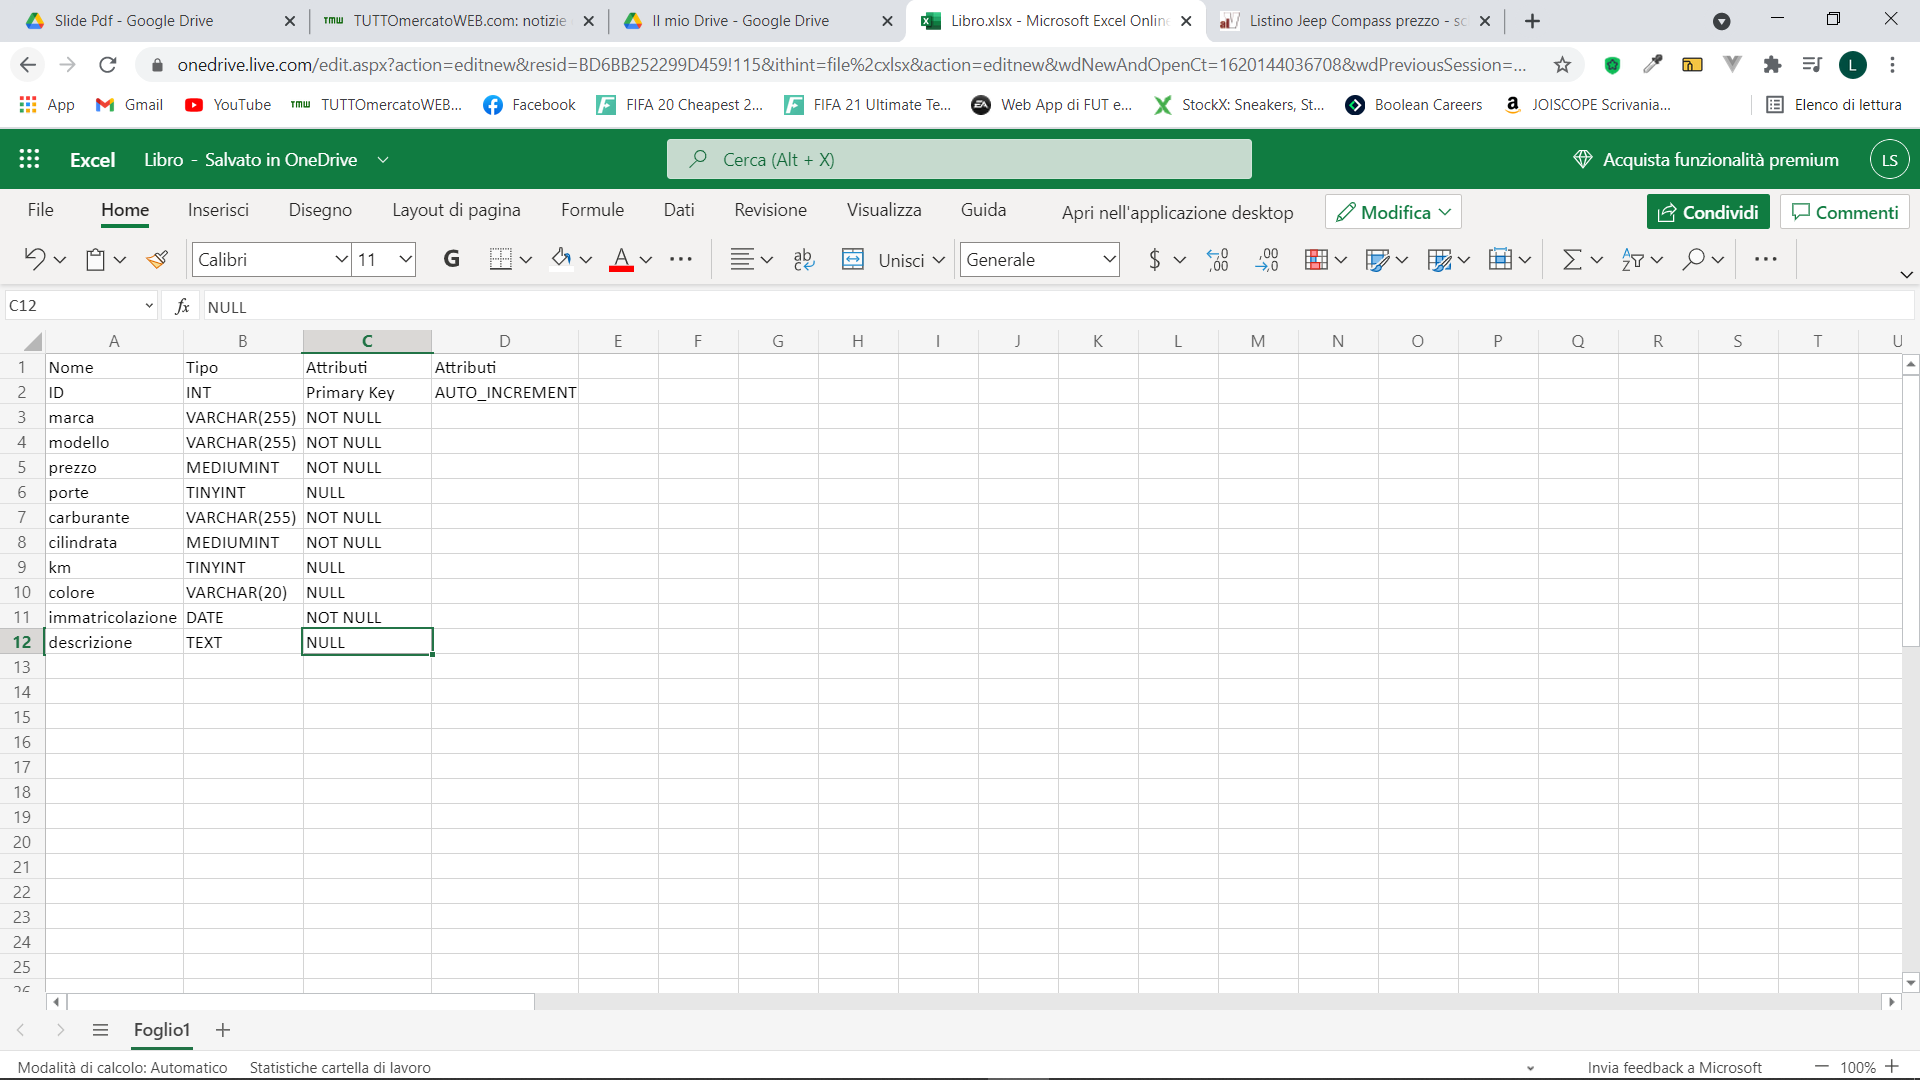 Slide Pdf - Google Drive
TMW TUTTOmercatoWEB.com: notizie
Il mio Drive - Google Drive
Libro.xlsx - Microsoft Excel Online
Listino Jeep Compass prezzo - sc
onedrive.live.com/edit.aspx?action=editnew&resid=BD6BB252299D459!115&ithint=file%2cxlsx&action=editnew&wdNewAndOpenCt=1620144036708&wdPreviousSession=...
L
App Gmail YouTube TMW TUTTOmercatoWEB... Facebook FIFA 20 Cheapest 2... FIFA 21 Ultimate Te... Web App di FUT e... StockX: Sneakers, St... Boolean Careers JOISCOPE Scrivania... Elenco di lettura
Excel Libro - Salvato in OneDrive Cerca (Alt + X) Acquista funzionalità premium LS
File Home Inserisci Disegno Layout di pagina Formule Dati Revisione Visualizza Guida Apri nell'applicazione desktop Modifica Condividi Commenti
Calibri 11 G A ab Unisci Generale $
C12 fx NULL
A B C D E F G H I J K L M N O P Q R S T U
1 Nome Tipo Attributi Attributi
2 ID INT Primary Key AUTO_INCREMENT
3 marca VARCHAR(255) NOT NULL
4 modello VARCHAR(255) NOT NULL
5 prezzo MEDIUMINT NOT NULL
6 porte TINYINT NULL
7 carburante VARCHAR(255) NOT NULL
8 cilindrata MEDIUMINT NOT NULL
9 km TINYINT NULL
10 colore VARCHAR(20) NULL
11 immatricolazione DATE NOT NULL
12 descrizione TEXT NULL
13
14
15
16
17
18
19
20
21
22
23
24
25
26
Foglio1
Modalità di calcolo: Automatico Statistiche cartella di lavoro Invia feedback a Microsoft 100%